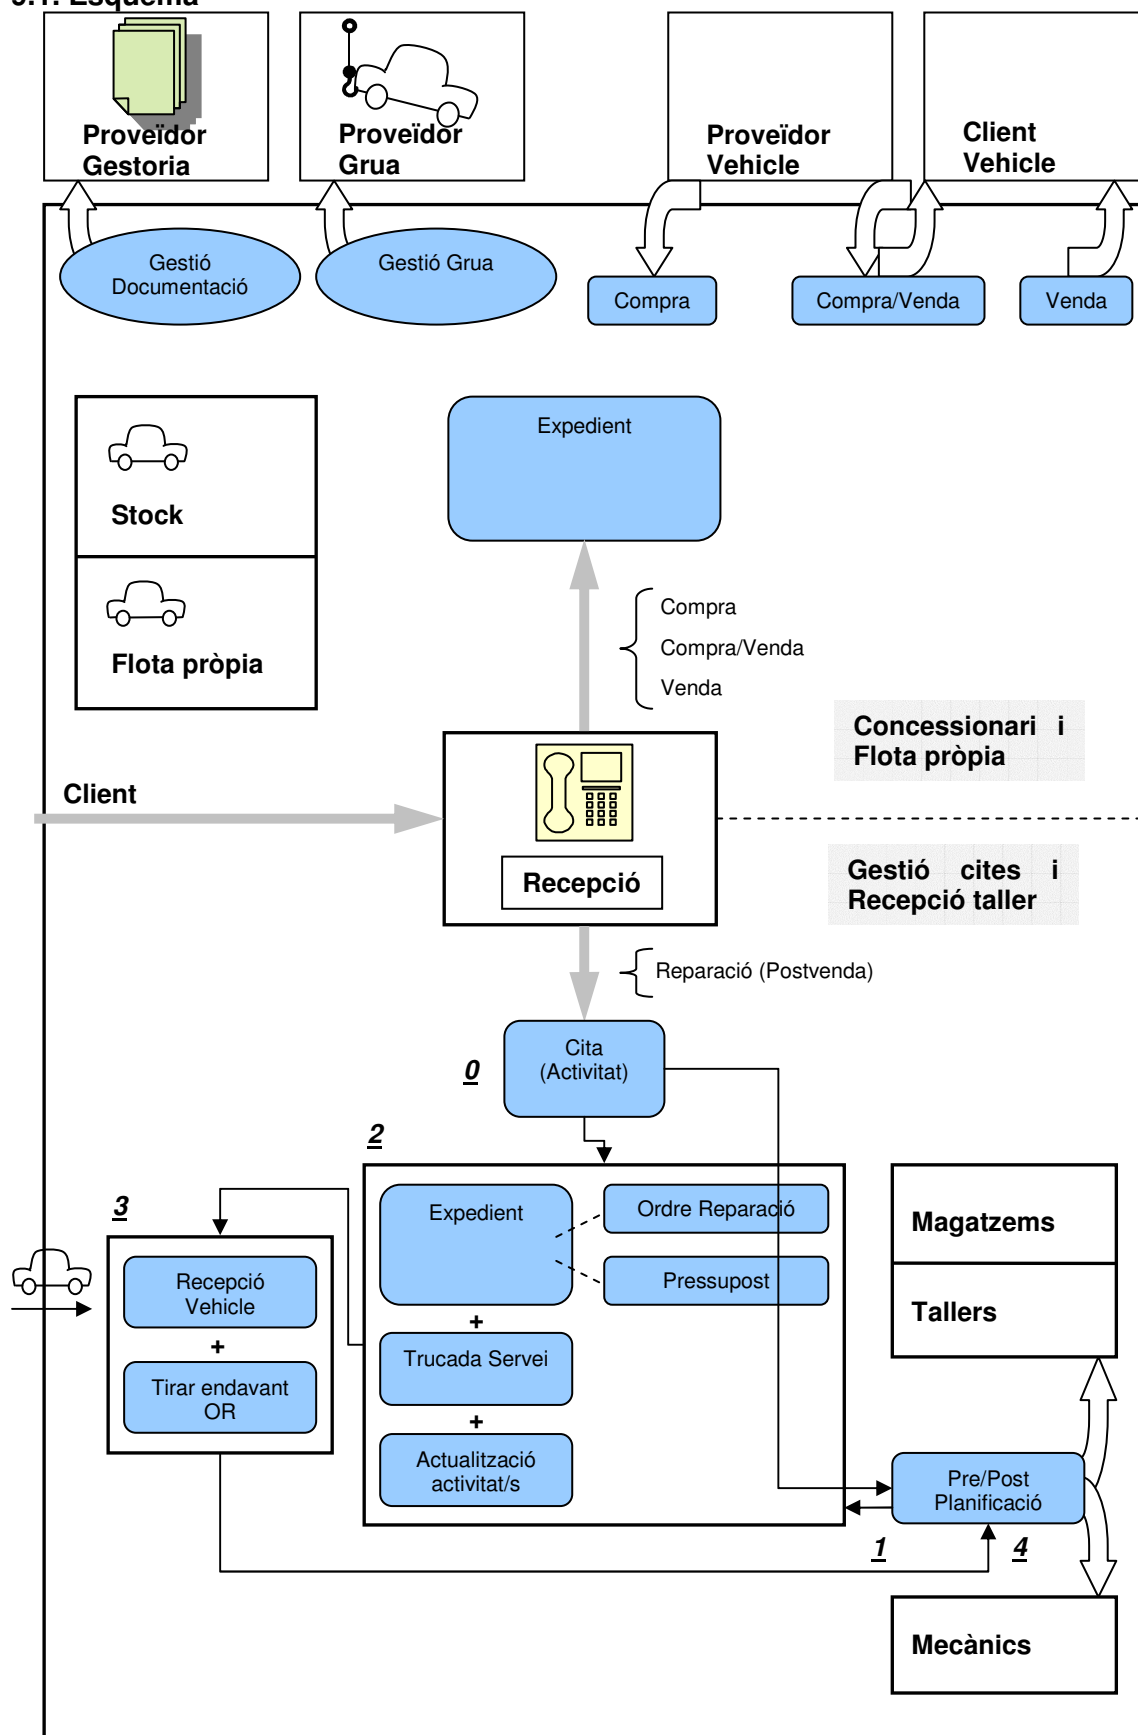 3.1. Esquema
Proveïdor
Gestoria
Proveïdor
Grua
Proveïdor
Vehicle
Client
Vehicle
Gestió
Documentació
Gestió Grua
Compra
Compra/Venda
Venda
Expedient
Stock
Flota pròpia
Compra
Compra/Venda
Venda
Concessionari i
Flota pròpia
Client
Recepció
Gestió cites i
Recepció taller
Reparació (Postvenda)
Cita
(Activitat)
0
2
3
Expedient
Ordre Reparació
Pressupost
Magatzems
Tallers
Recepció
Vehicle
+
Tirar endavant
OR
+
Trucada Servei
+
Actualització
activitat/s
Pre/Post
Planificació
1
4
Mecànics